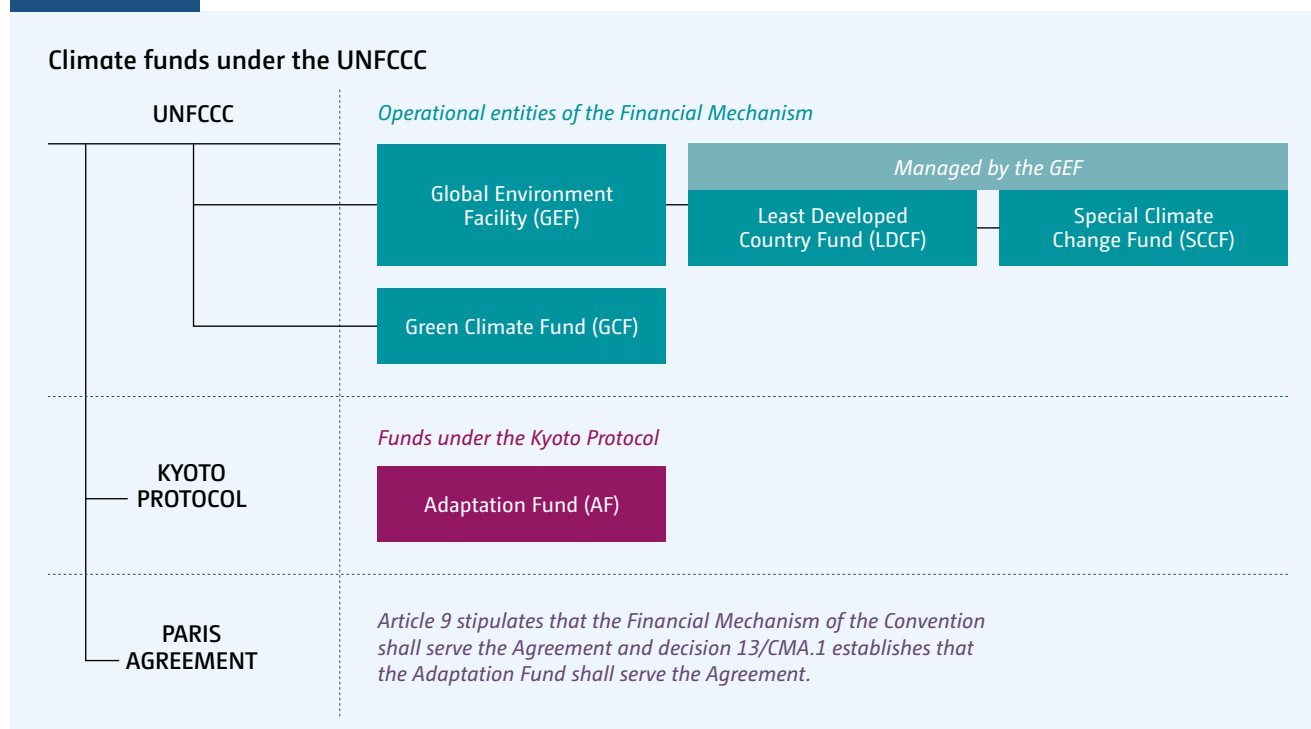 Climate funds under the UNFCCC
UNFCCC
Operational entities of the Financial Mechanism
Global Environment
Facility (GEF)
Managed by the GEF
Least Developed
Country Fund (LDCF)
Special Climate
Change Fund (SCCF)
Green Climate Fund (GCF)
KYOTO
PROTOCOL
Funds under the Kyoto Protocol
Adaptation Fund (AF)
PARIS
AGREEMENT
Article 9 stipulates that the Financial Mechanism of the Convention
shall serve the Agreement and decision 13/CMA.1 establishes that
the Adaptation Fund shall serve the Agreement.